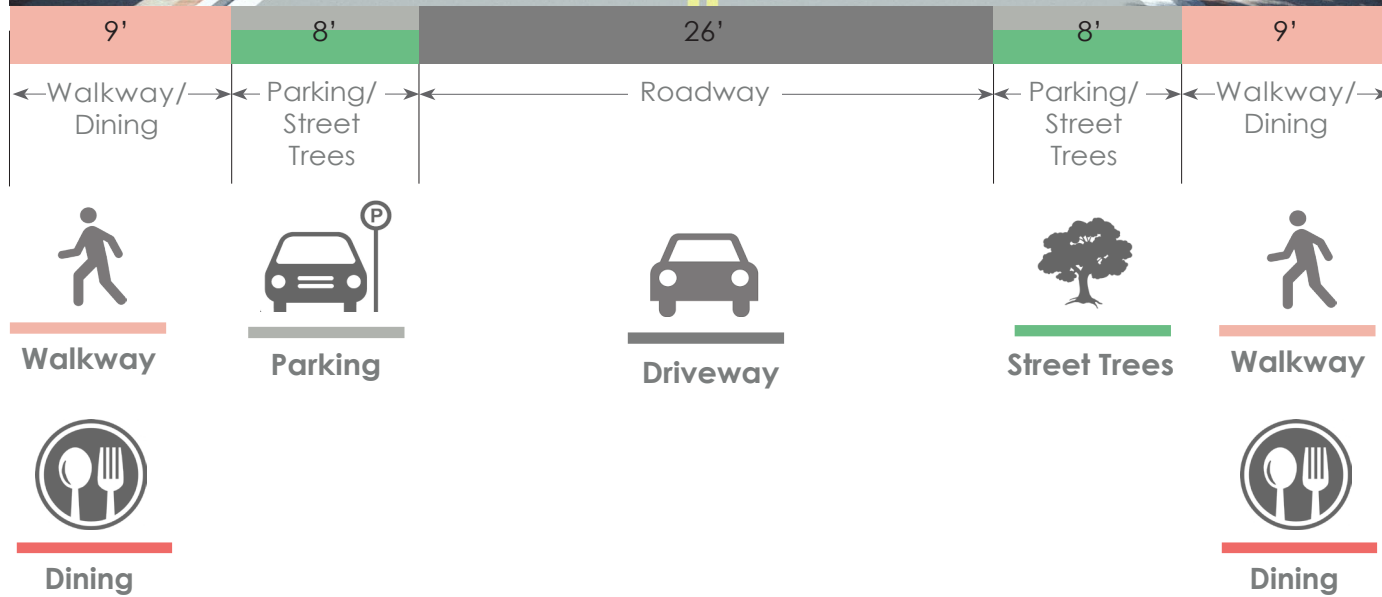 9’ 8’ 26’ 8’ 9’
Walkway/ Parking/ Roadway Parking/ Walkway/
Dining Street Street Dining
Trees Trees
P
Walkway Parking Driveway Street Trees Walkway
Dining Dining